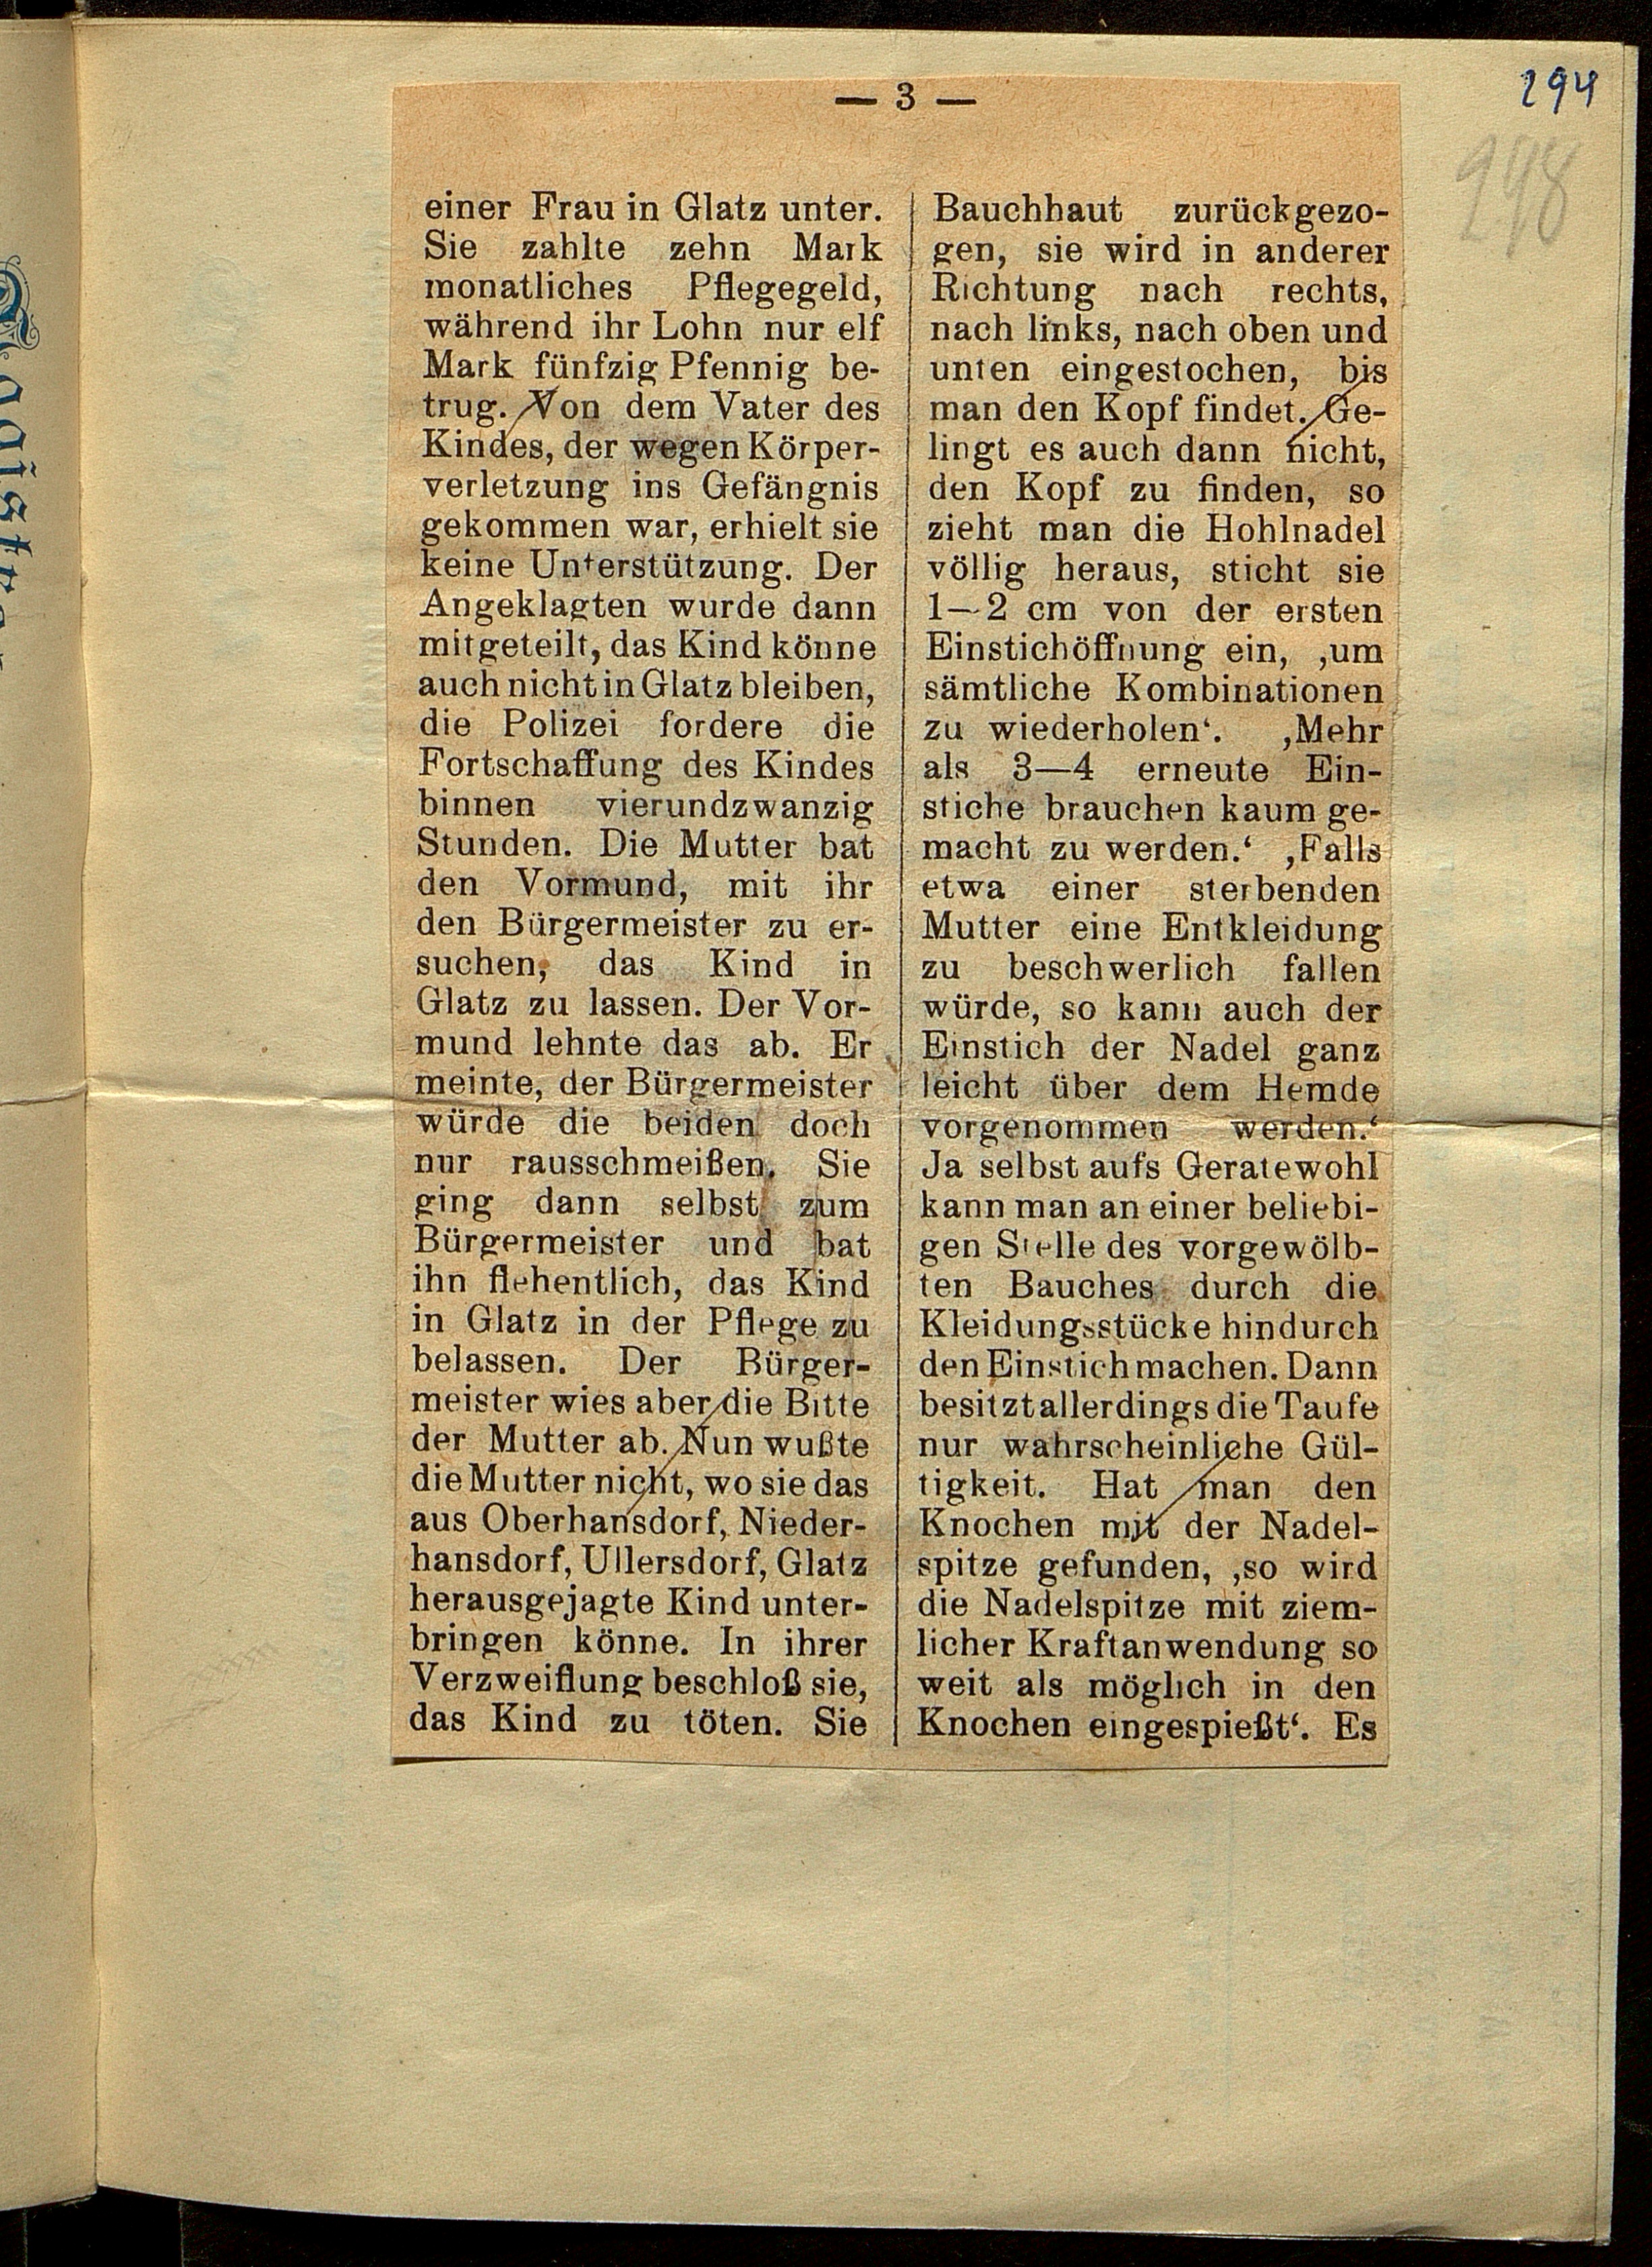 294
298
— 3 —
einer Frau in Glatz unter.
Sie zahlte zehn Mark
monatliches Pflegegeld,
während ihr Lohn nur elf
Mark fünfzig Pfennig be-
trug. Von dem Vater des
Kindes, der wegen Körper-
verletzung ins Gefängnis
gekommen war, erhielt sie
keine Unterstützung. Der
Angeklagten wurde dann
mitgeteilt, das Kind könne
auch nicht in Glatz bleiben,
die Polizei fordere die
Fortschaffung des Kindes
binnen vierundzwanzig
Stunden. Die Mutter bat
den Vormund, mit ihr
den Bürgermeister zu er-
suchen, das Kind in
Glatz zu lassen. Der Vor-
mund lehnte das ab. Er
meinte, der Bürgermeister
würde die beiden doch
nur rausschmeißen. Sie
ging dann selbst zum
Bürgermeister und bat
ihn flehentlich, das Kind
in Glatz in der Pflege zu
belassen. Der Bürger-
meister wies aber die Bitte
der Mutter ab. Nun wußte
die Mutter nicht, wo sie das
aus Oberhansdorf, Nieder-
hansdorf, Ullersdorf, Glatz
herausgejagte Kind unter-
bringen könne. In ihrer
Verzweiflung beschloß sie,
das Kind zu töten. Sie
Bauchhaut zurückgezo-
gen, sie wird in anderer
Richtung nach rechts,
nach links, nach oben und
unten eingestochen, bis
man den Kopf findet. Ge-
lingt es auch dann nicht,
den Kopf zu finden, so
zieht man die Hohlnadel
völlig heraus, sticht sie
1—2 cm von der ersten
Einstichöffnung ein, ‚um
sämtliche Kombinationen
zu wiederholen‘. ‚Mehr
als 3—4 erneute Ein-
stiche brauchen kaum ge-
macht zu werden.‘ ‚Falls
etwa einer sterbenden
Mutter eine Entkleidung
zu beschwerlich fallen
würde, so kann auch der
Einstich der Nadel ganz
leicht über dem Hemde
vorgenommen werden.‘
Ja selbst aufs Geratewohl
kann man an einer beliebi-
gen Stelle des vorgewölb-
ten Bauches durch die
Kleidungsstücke hindurch
den Einstich machen. Dann
besitzt allerdings die Taufe
nur wahrscheinliche Gül-
tigkeit. Hat man den
Knochen mit der Nadel-
spitze gefunden, ‚so wird
die Nadelspitze mit ziem-
licher Kraftanwendung so
weit als möglich in den
Knochen eingespießt‘. Es